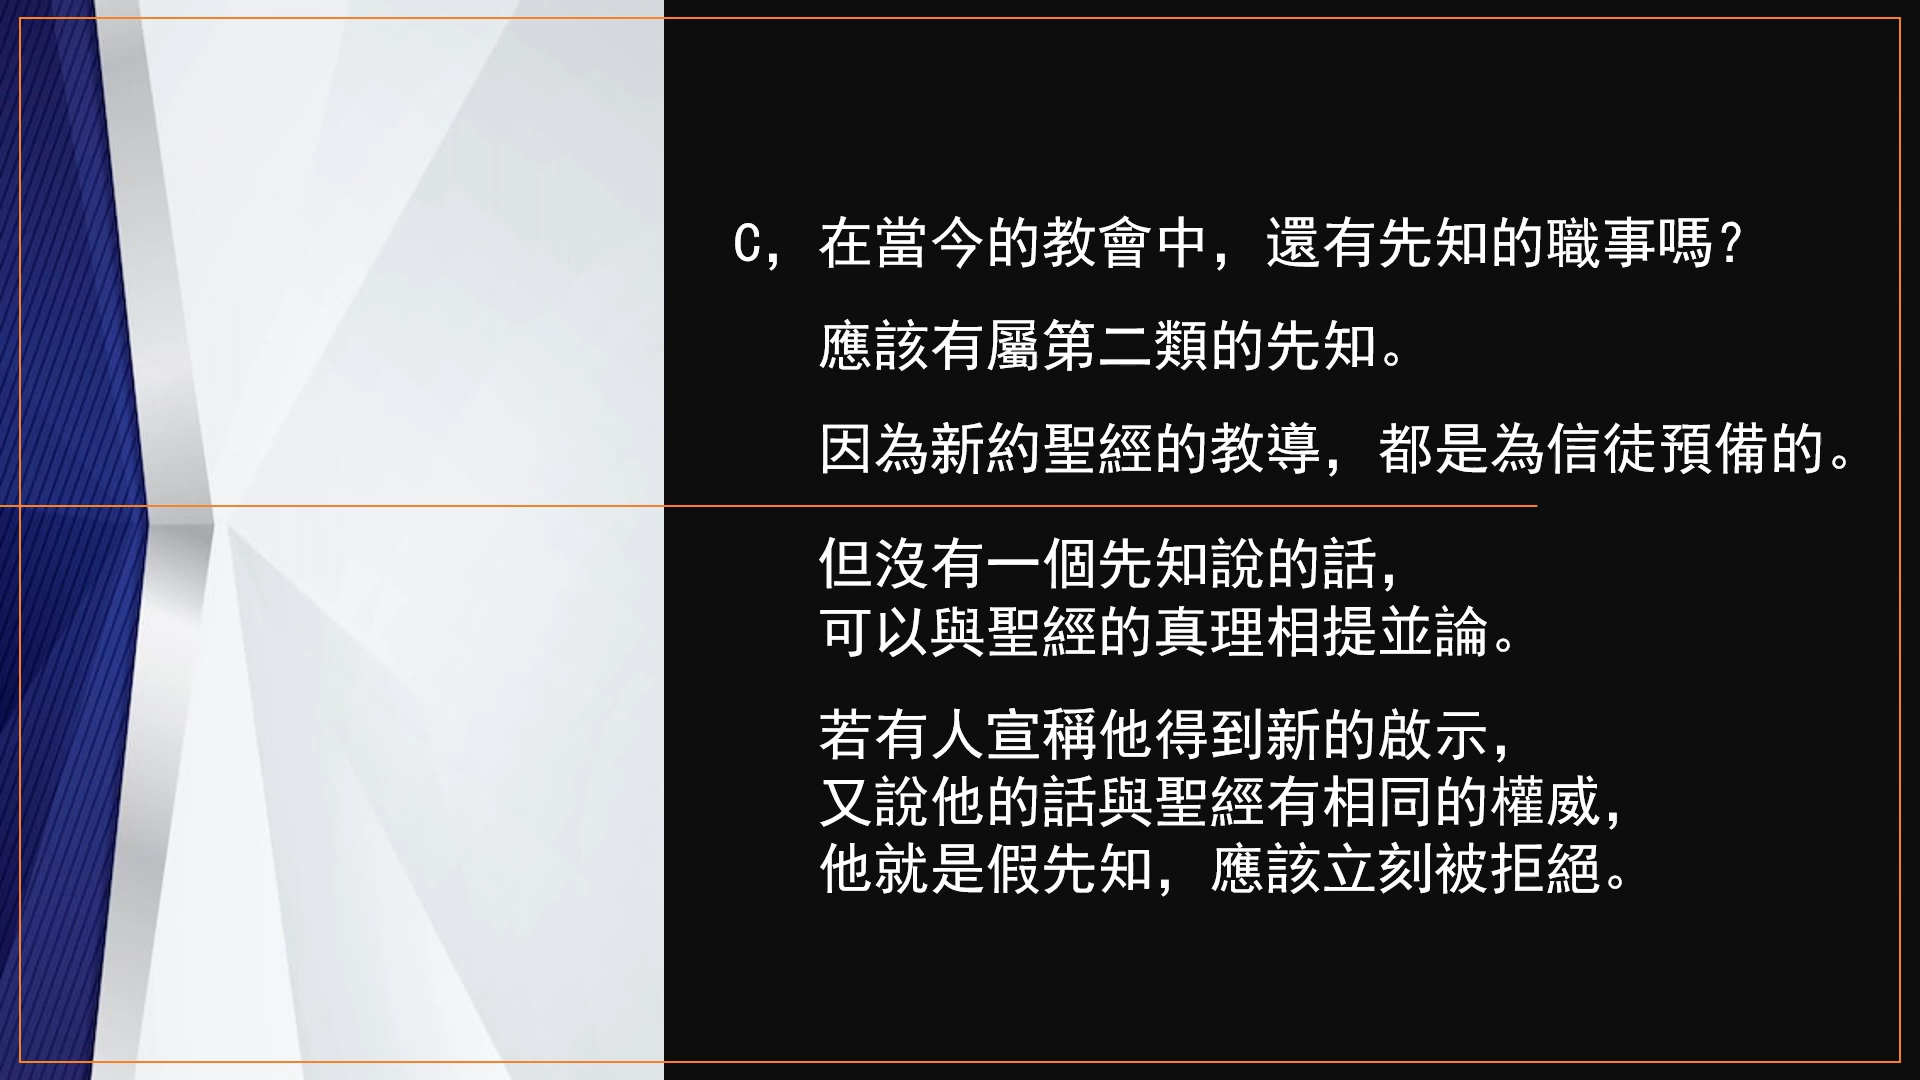 C，在當今的教會中，還有先知的職事嗎？
應該有屬第二類的先知。
因為新約聖經的教導，都是為信徒預備的。
但沒有一個先知說的話，
可以與聖經的真理相提並論。
若有人宣稱他得到新的啟示，
又說他的話與聖經有相同的權威，
他就是假先知，應該立刻被拒絕。